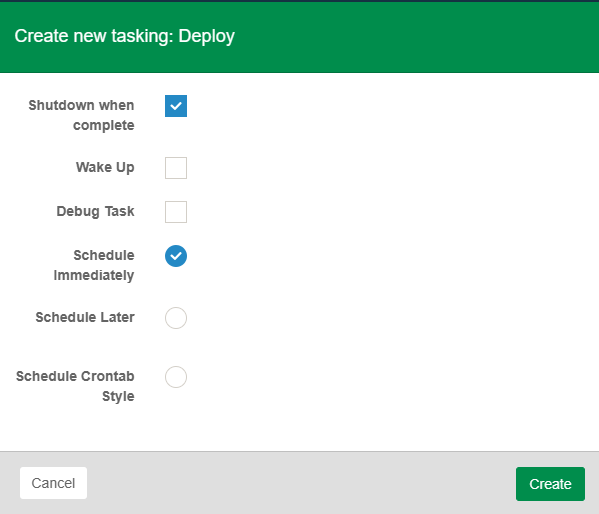 Create new tasking: Deploy
Shutdown when
complete
Wake Up
Debug Task
Schedule
Immediately
Schedule Later
Schedule Crontab
Style
Cancel
Create